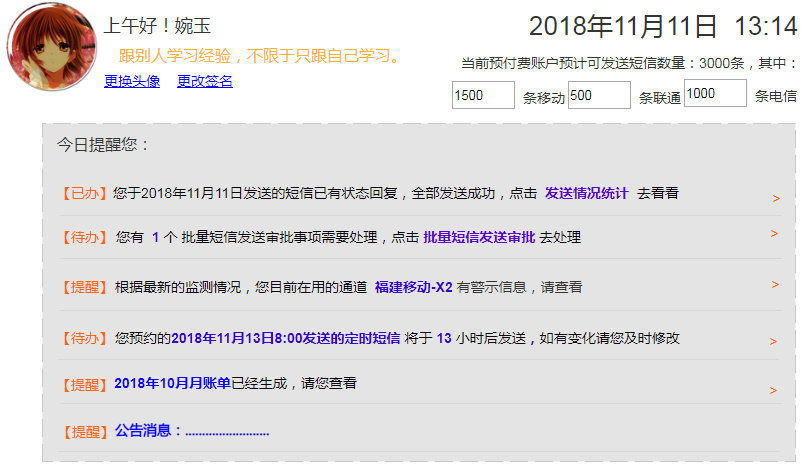 上午好！婉玉
2018年11月11日 13:14
跟别人学习经验，不限于只跟自己学习。
当前预付费账户预计可发送短信数量：3000条，其中：
更换头像 更改签名
1500 条移动 500 条联通 1000 条电信
今日提醒您：
【已办】您于2018年11月11日发送的短信已有状态回复，全部发送成功，点击 发送情况统计 去看看 >
【待办】您有 1 个 批量短信发送审批事项需要处理，点击 批量短信发送审批 去处理 >
【提醒】根据最新的监测情况，您目前在用的通道 福建移动-X2 有警示信息，请查看 >
【待办】您预约的2018年11月13日8:00发送的定时短信 将于 13 小时后发送，如有变化请您及时修改 >
【提醒】2018年10月月账单已经生成，请您查看 >
【提醒】公告消息：.........................